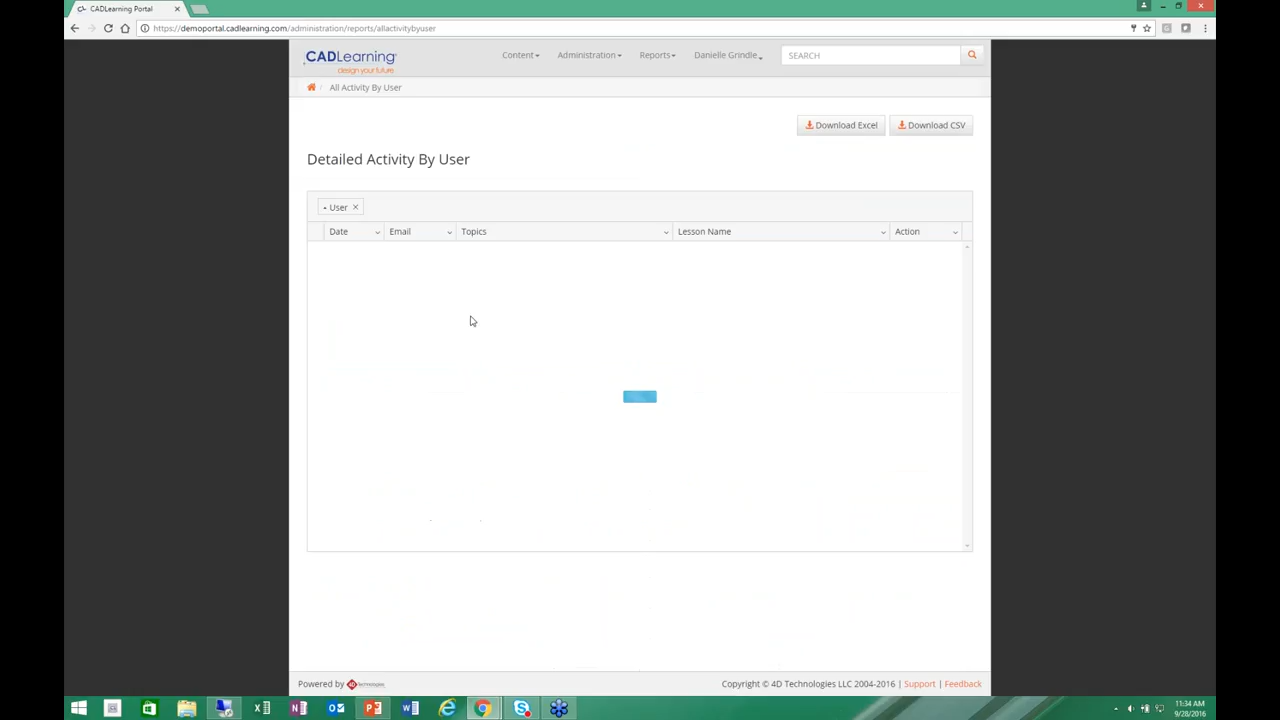 CADLearning Portal
https://demoportal.cadlearning.com/administration/reports/allactivitybyuser
CADLearning
design your future
Content
Administration
Reports
Danielle Grindle
SEARCH
All Activity By User
Download Excel
Download CSV
Detailed Activity By User
User
Date
Email
Topics
Lesson Name
Action
Powered by 4D Technologies
Copyright © 4D Technologies LLC 2004-2016 | Support | Feedback
11:34 AM
9/28/2016